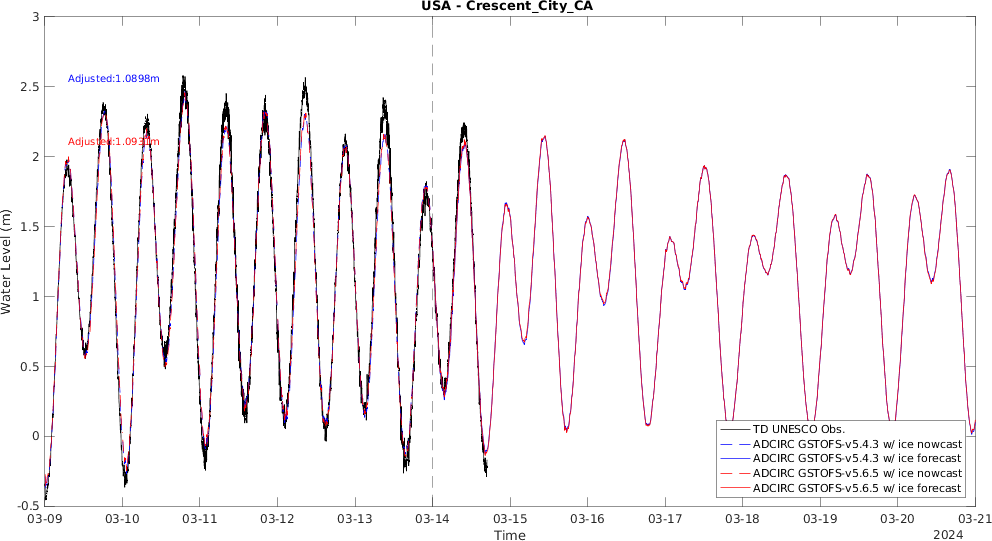 USA - Crescent_City_CA
Water Level (m)
3
2.5
2
1.5
1
0.5
0
-0.5
Adjusted:1.0898m
Adjusted:1.0931m
TD UNESCO Obs.
ADCIRC GSTOFS-v5.4.3 w/ ice nowcast
ADCIRC GSTOFS-v5.4.3 w/ ice forecast
ADCIRC GSTOFS-v5.6.5 w/ ice nowcast
ADCIRC GSTOFS-v5.6.5 w/ ice forecast
03-09 03-10 03-11 03-12 03-13 03-14 03-15 03-16 03-17 03-18 03-19 03-20 03-21
Time
2024